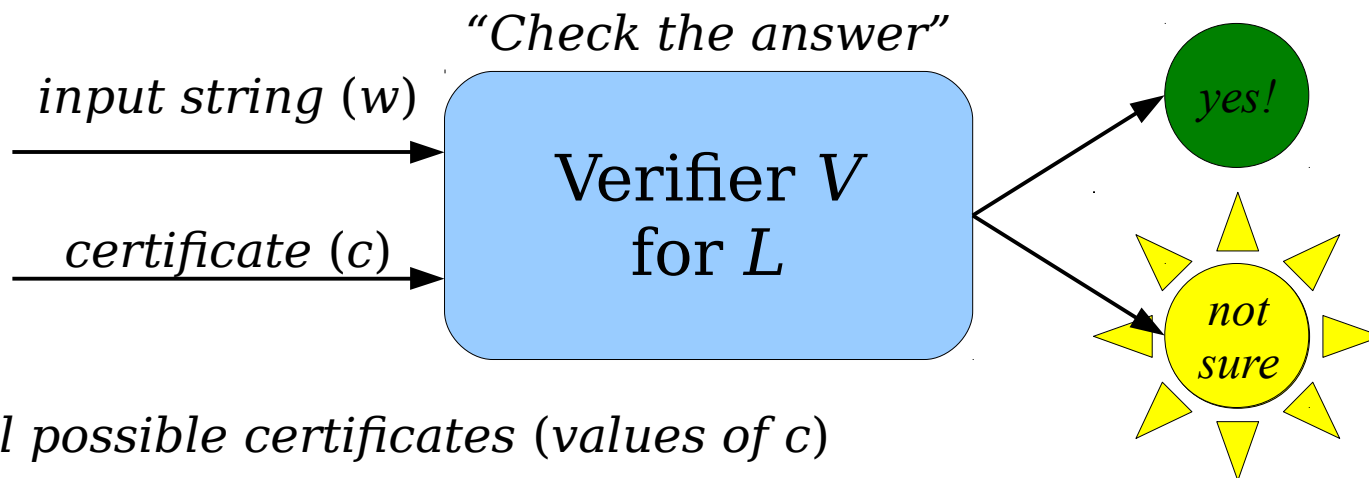 “Check the answer”
input string (w)
yes!
Verifier V
for L
certificate (c)
not
sure
possible certificates (values of c)